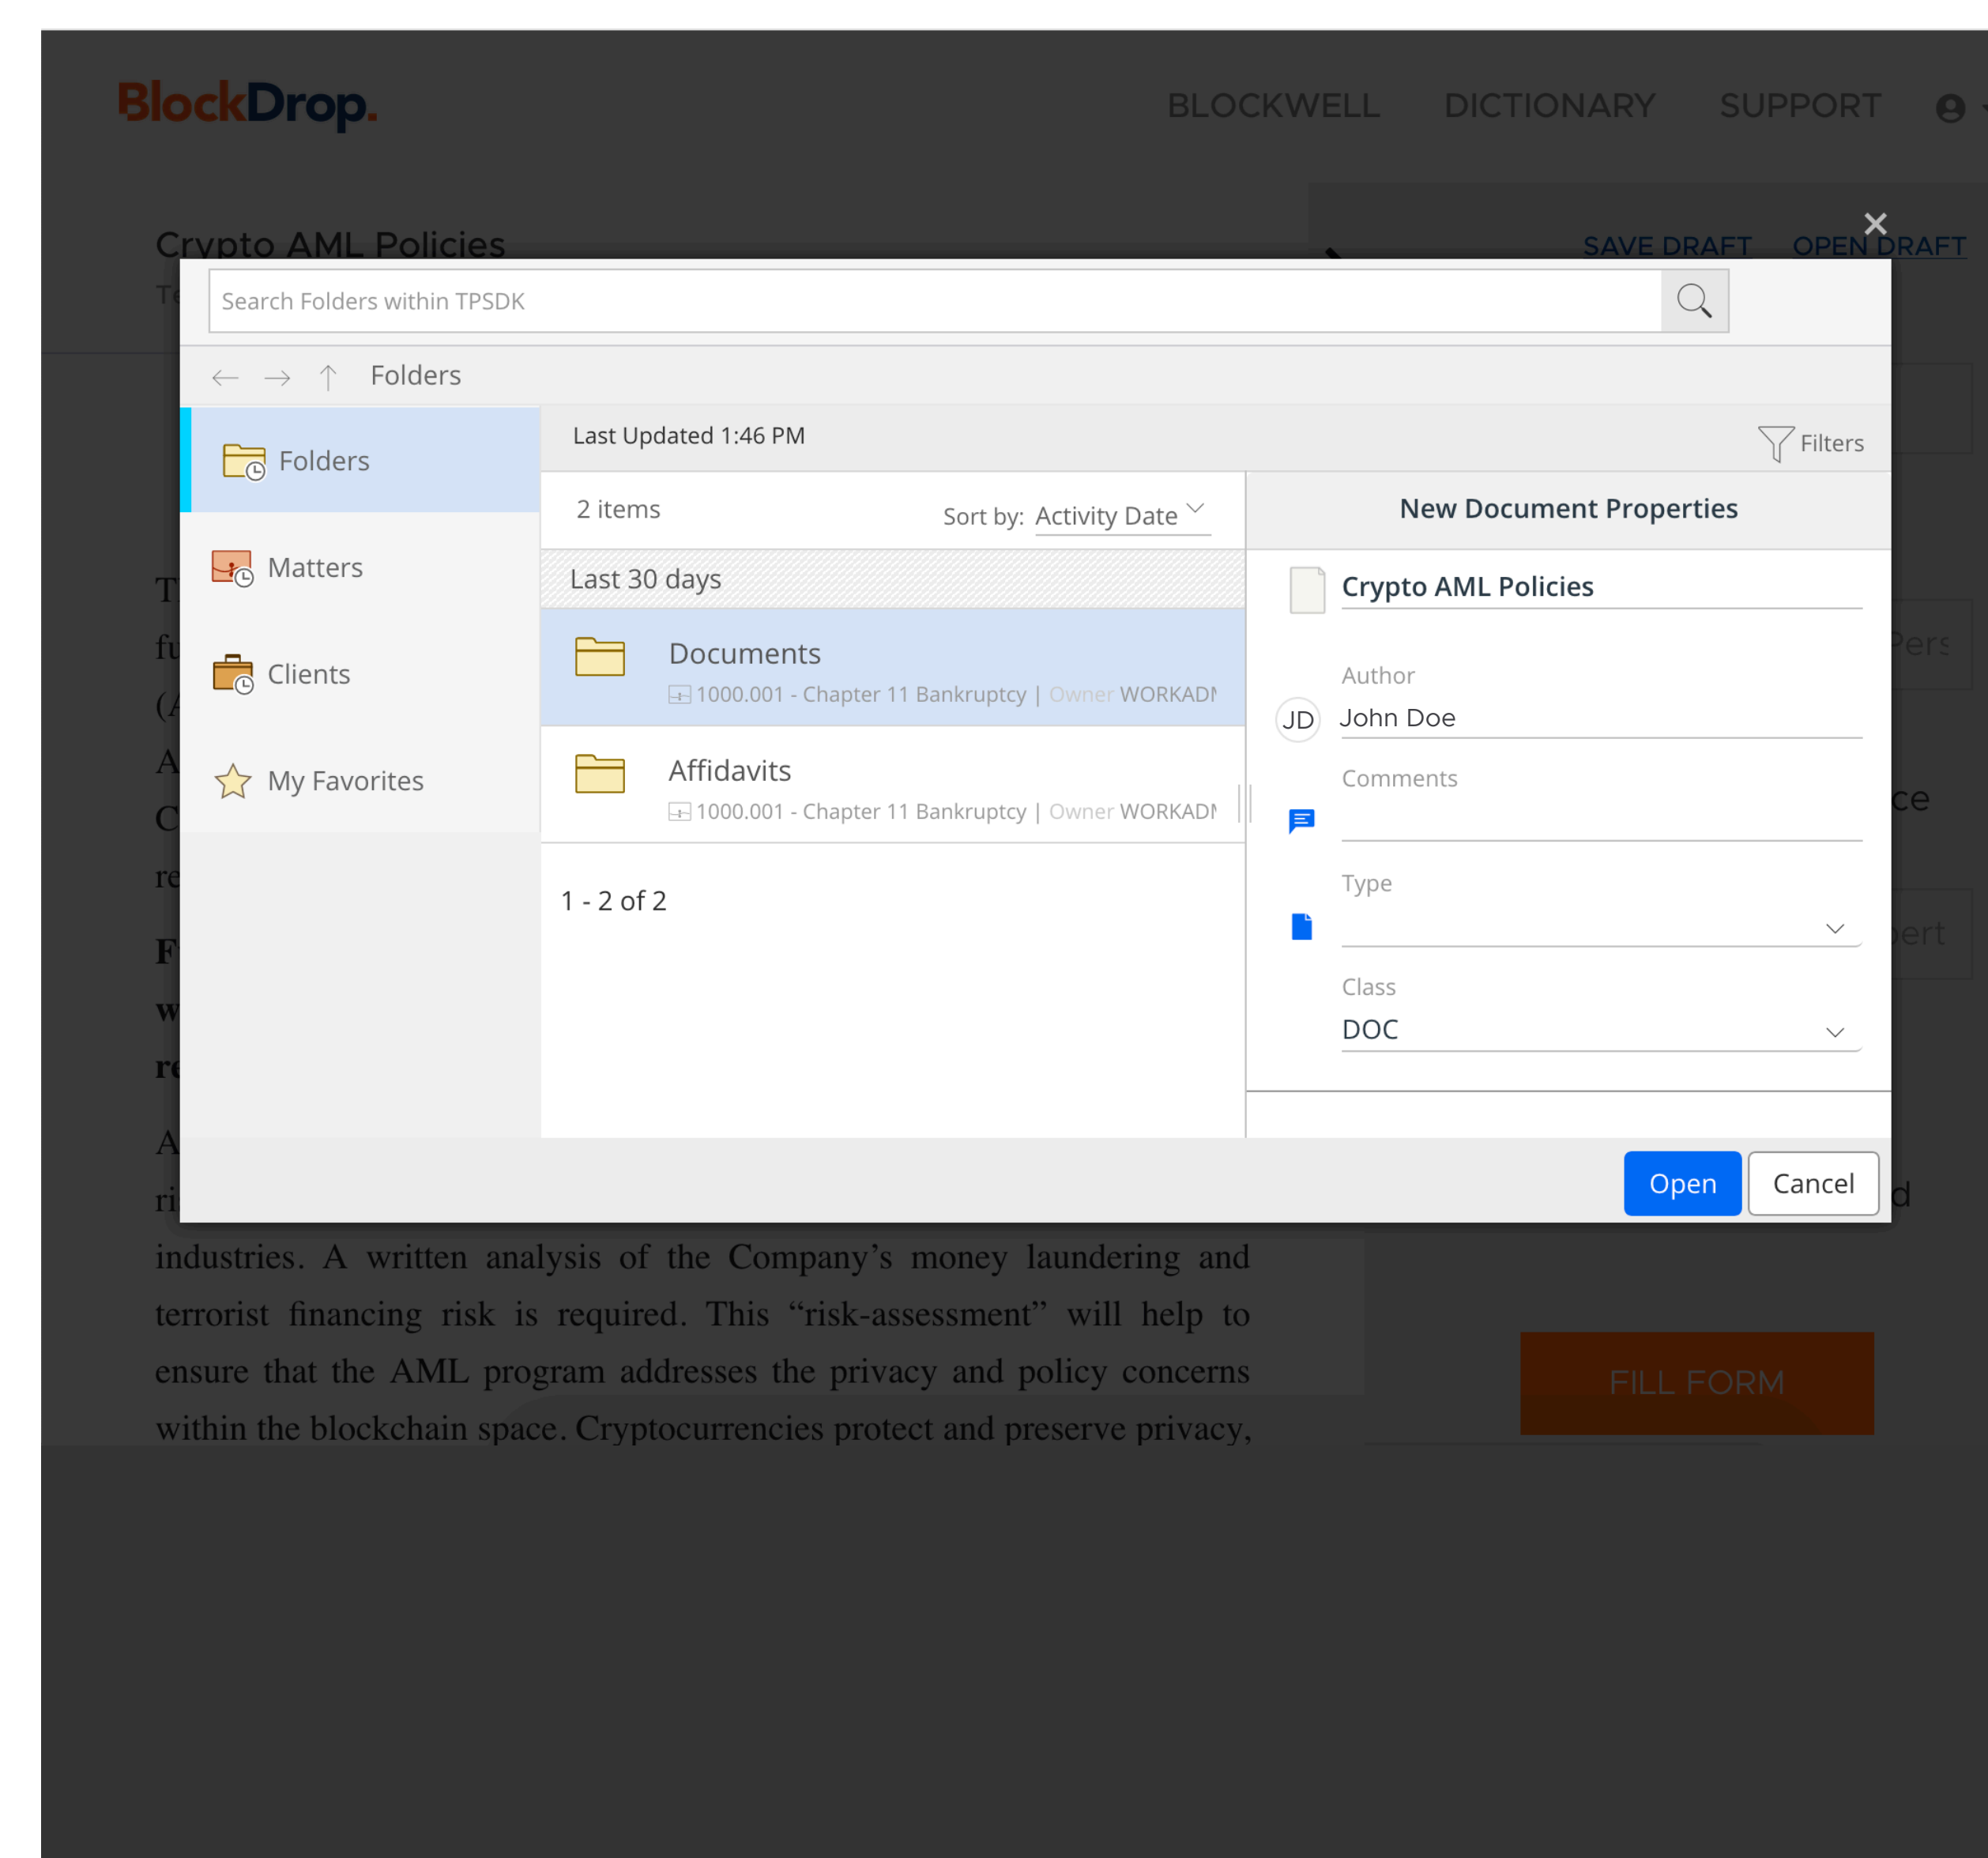 BlockDrop.
BLOCKWELL DICTIONARY SUPPORT
Crypto AML Policies
SAVE DRAFT OPEN DRAFT
Search Folders within TPSDK
Folders
Folders
Matters
Clients
My Favorites
Last Updated 1:46 PM
Filters
2 items
Sort by: Activity Date
Last 30 days
Documents
1000.001 - Chapter 11 Bankruptcy | Owner
Affidavits
1000.001 - Chapter 11 Bankruptcy | Owner
1 - 2 of 2
New Document Properties
Crypto AML Policies
Author
JD John Doe
Comments
Type
Class
DOC
Open Cancel
industries. A written analysis of the Company’s money laundering and
terrorist financing risk is required. This “risk-assessment” will help to
ensure that the AML program addresses the privacy and policy concerns
within the blockchain space. Cryptocurrencies protect and preserve privacy,
FILL FORM